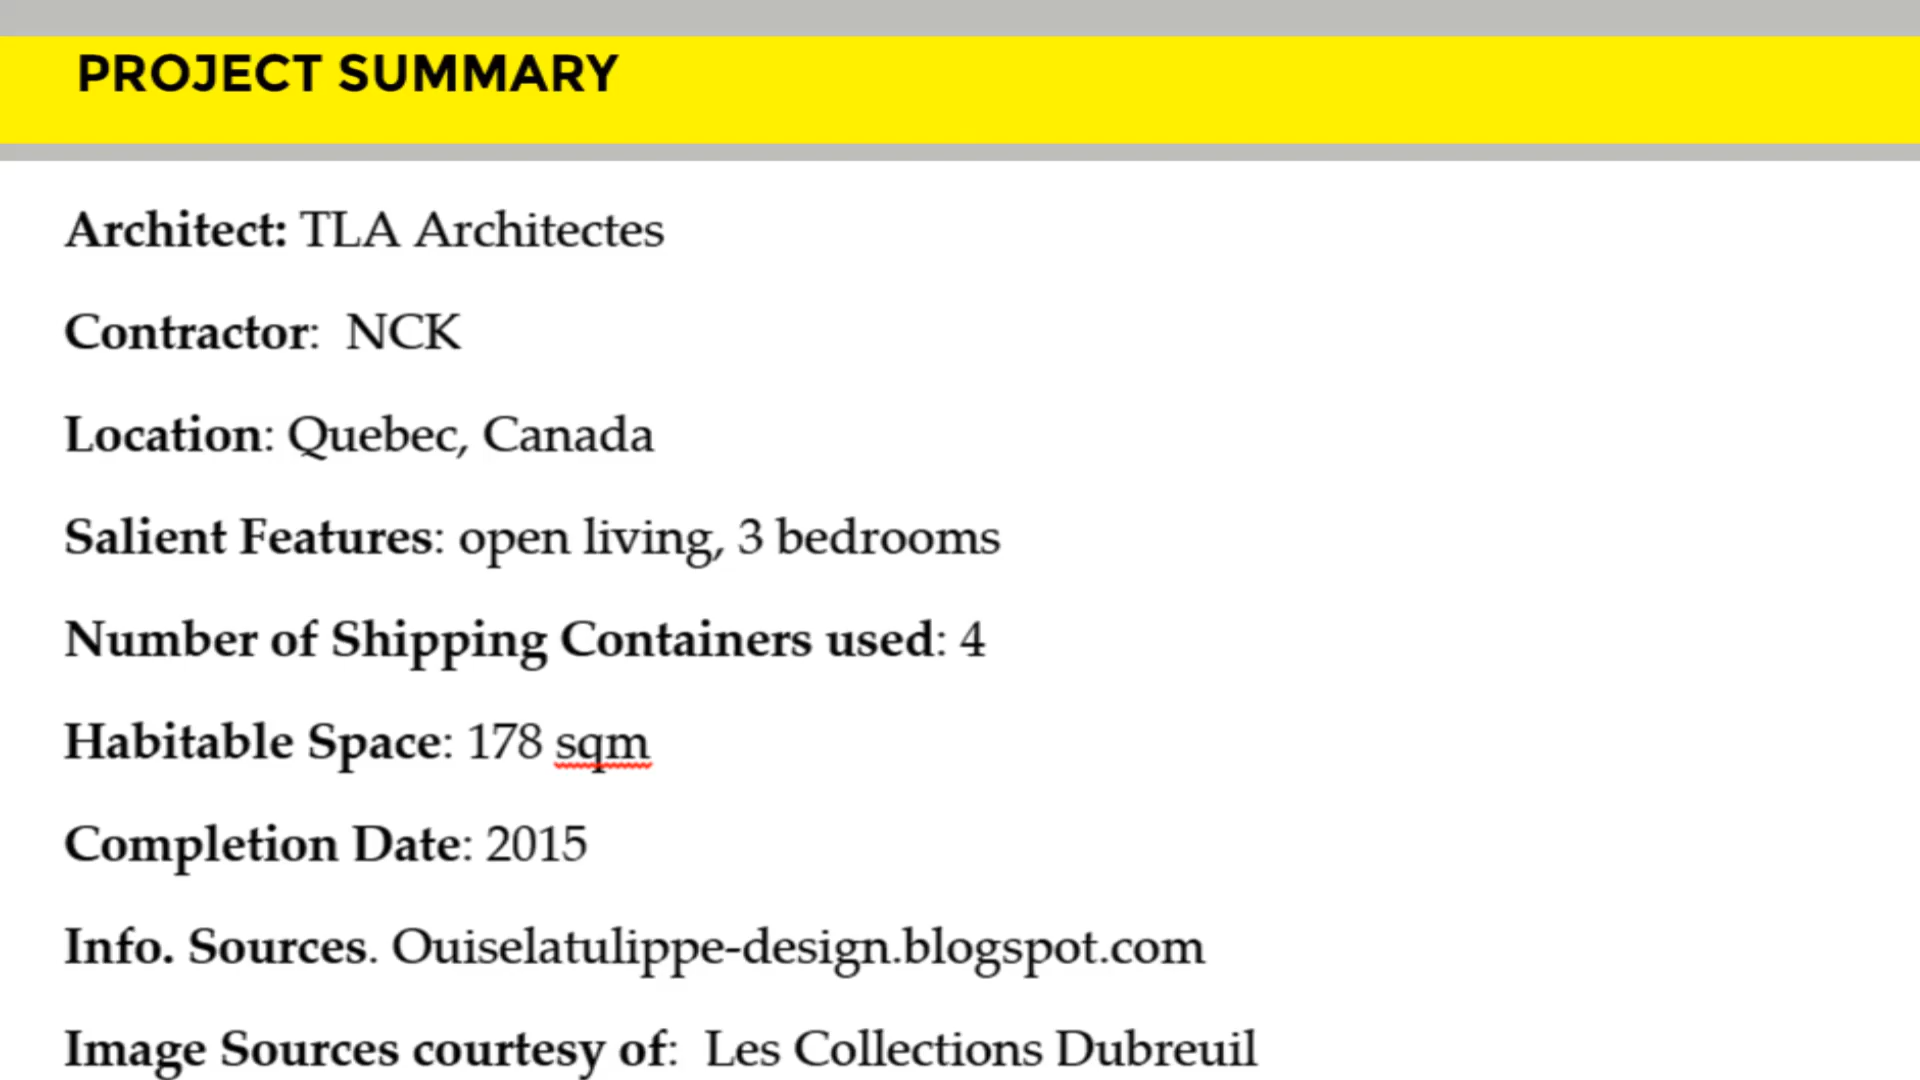 PROJECT SUMMARY
Architect: TLA Architectes
Contractor:  NCK
Location: Quebec, Canada
Salient Features: open living, 3 bedrooms
Number of Shipping Containers used: 4
Habitable Space: 178 sqm
Completion Date: 2015
Info. Sources. Ouiselatulippe-design.blogspot.com
Image Sources courtesy of:  Les Collections Dubreuil